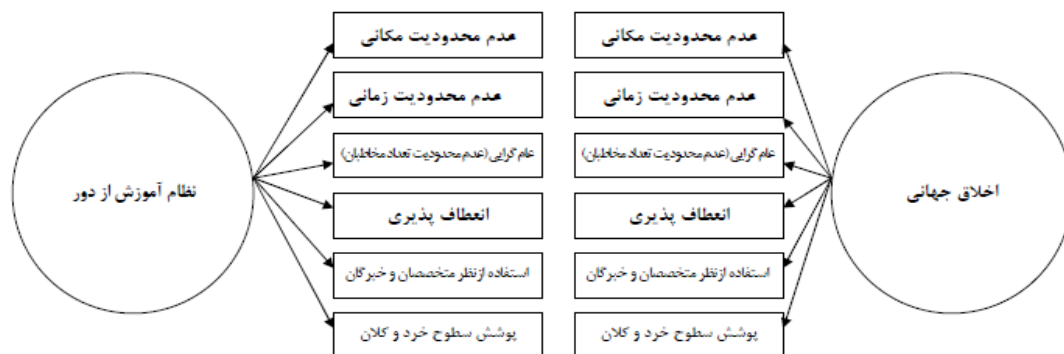 اخلاق جهانی
عدم محدودیت مکانی
عدم محدودیت زمانی
عام گرایی (عدم محدودیت تعداد مخاطبان)
انعطاف پذیری
استفاده از نظر متخصصان و خبرگان
پوشش سطوح خرد و کلان
عدم محدودیت مکانی
عدم محدودیت زمانی
عام گرایی (عدم محدودیت تعداد مخاطبان)
انعطاف پذیری
استفاده از نظر متخصصان و خبرگان
پوشش سطوح خرد و کلان
نظام آموزش از دور